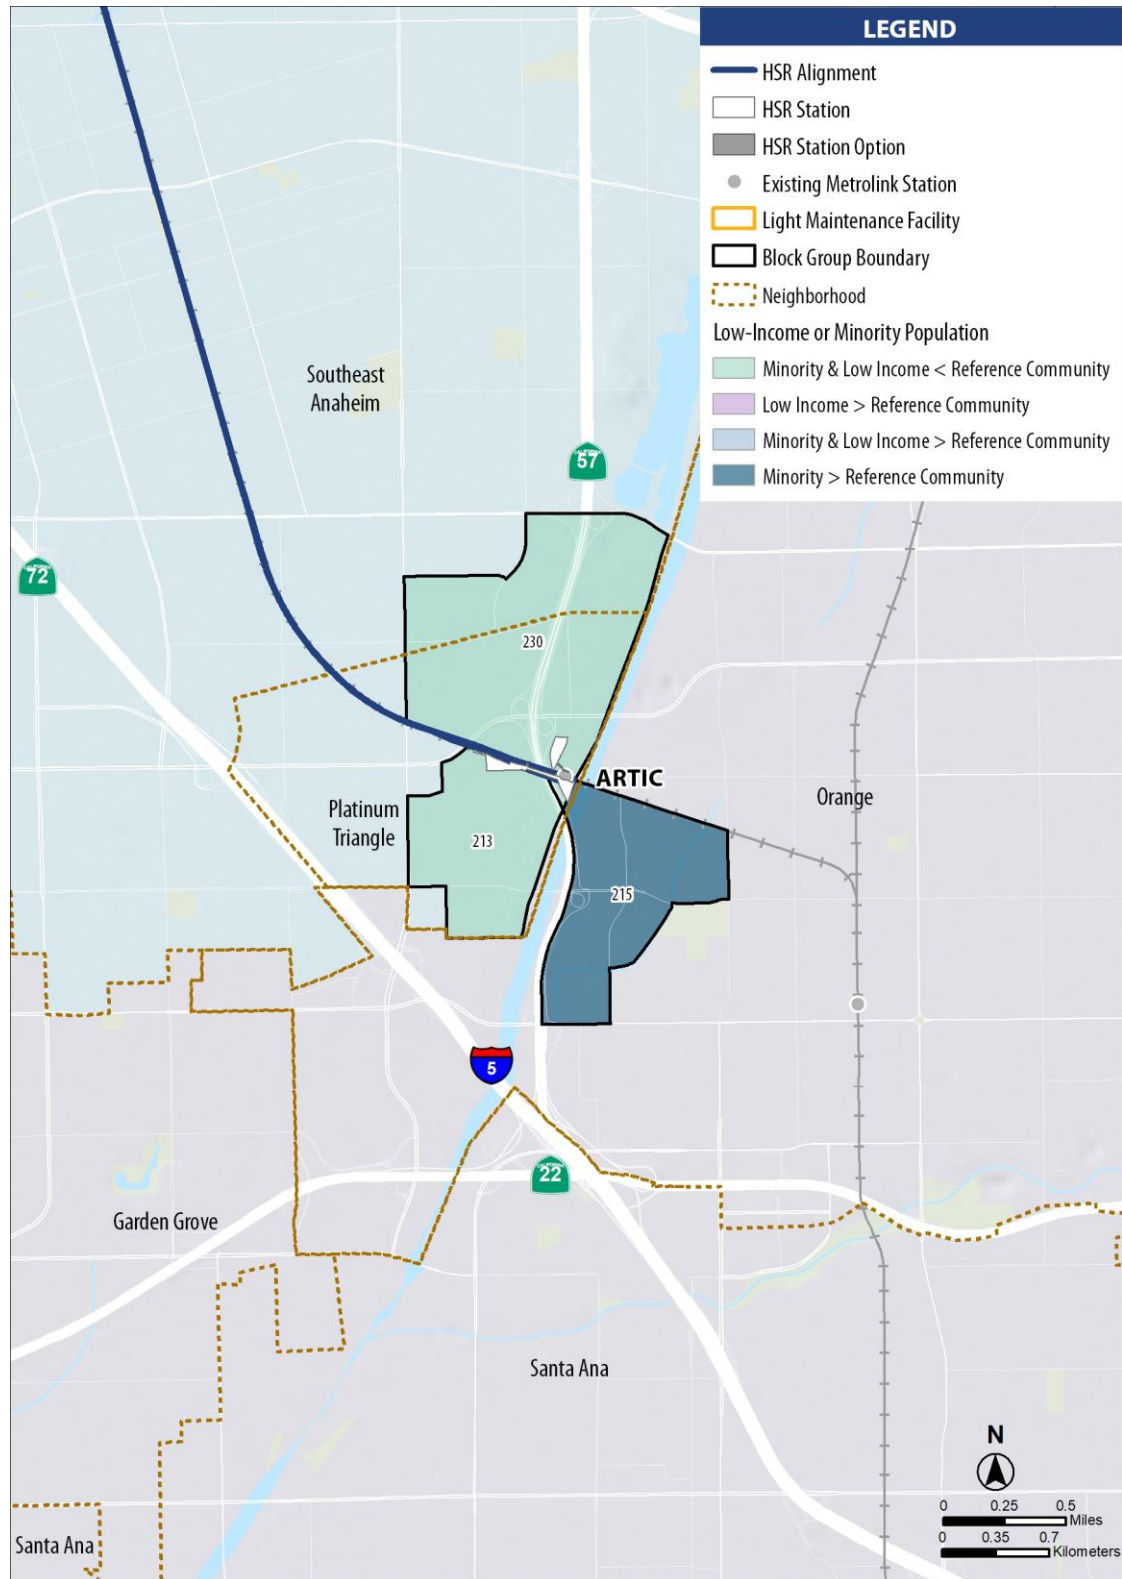 LEGEND
HSR Alignment
HSR Station
HSR Station Option
Existing Metrolink Station
Light Maintenance Facility
Block Group Boundary
Neighborhood
Low-Income or Minority Population
Minority & Low Income < Reference Community
Low Income > Reference Community
Minority & Low Income > Reference Community
Minority > Reference Community
Southeast
Anaheim
CALIFORNIA
57
CALIFORNIA
72
230
ARTIC
Orange
Platinum
Triangle
213
215
5
CALIFORNIA
22
Garden Grove
Santa Ana
Santa Ana
N
0 0.25 0.5
Miles
0 0.35 0.7
Kilometers